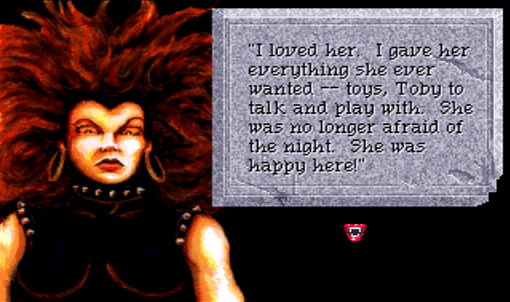 "I loved her.  I gave her
everything she ever
wanted -- toys, Toby to
talk and play with.  She
was no longer afraid of
the night.  She was
happy here!"